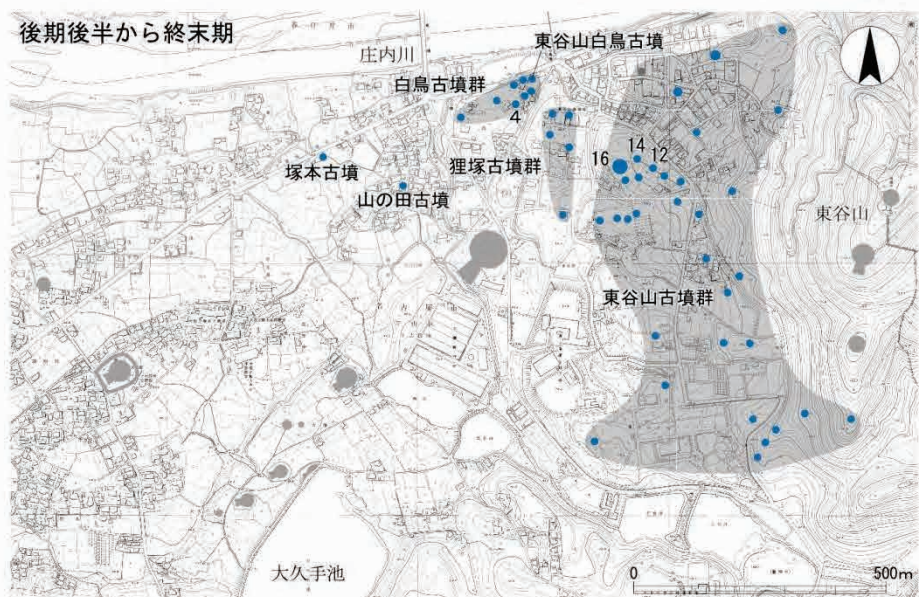 後期後半から終末期
庄内川
東谷山白鳥古墳
白鳥古墳群
4
塚本古墳
狸塚古墳群
16
14
12
山の田古墳
東谷山
東谷山古墳群
大久手池
0
500m